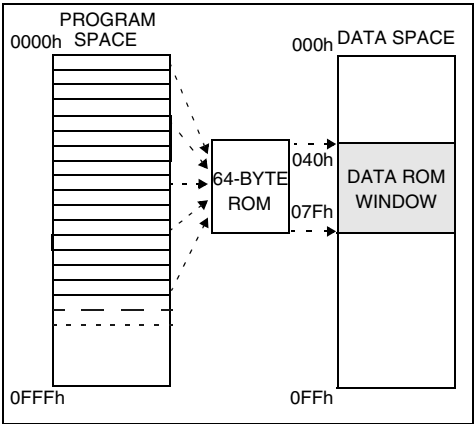 PROGRAM
SPACE
0000h
000h
DATA SPACE
64-BYTE
ROM
040h
07Fh
DATA ROM
WINDOW
0FFFh
0FFh